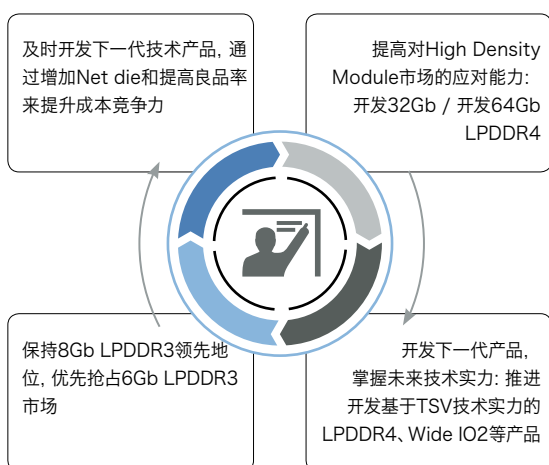 及时开发下一代技术产品, 通
过增加Net die和提高良品率
来提升成本竞争力
提高对High Density
Module市场的应对能力:
开发32Gb / 开发64Gb
LPDDR4
保持8Gb LPDDR3领先地
位, 优先抢占6Gb LPDDR3
市场
开发下一代产品,
掌握未来技术实力: 推进
开发基于TSV技术实力的
LPDDR4、Wide IO2等产品